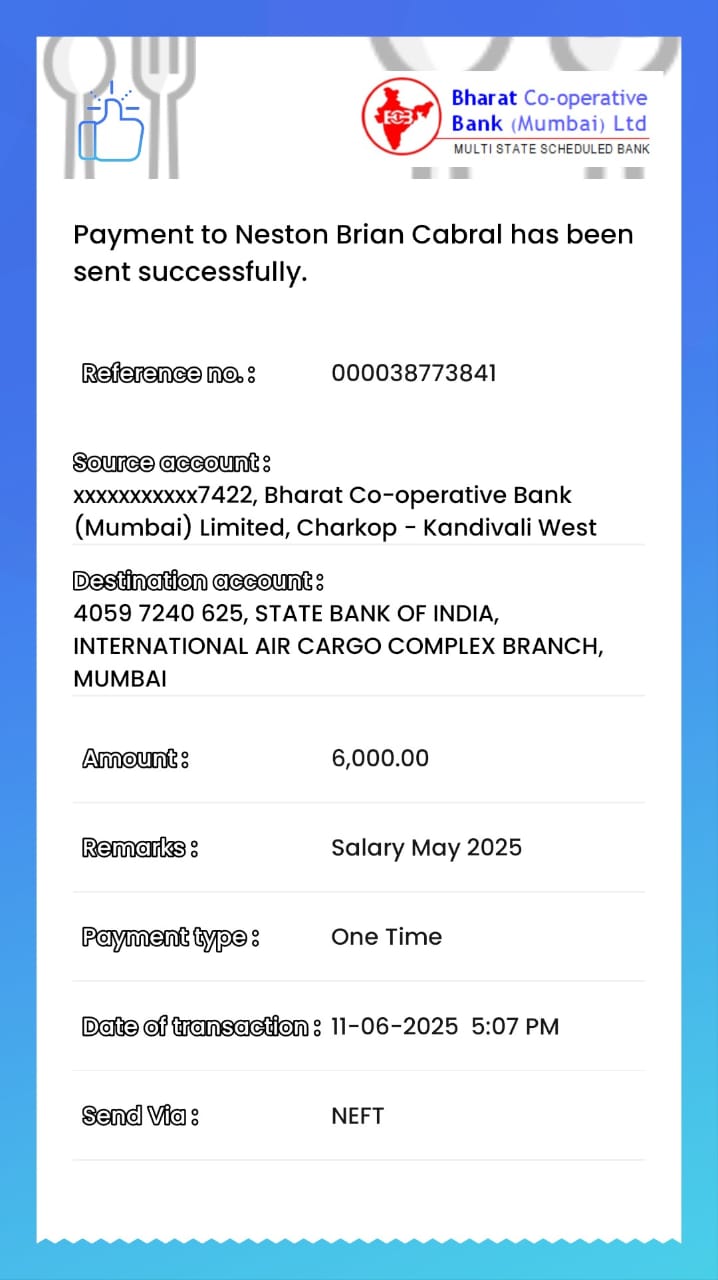 BCB
Bharat Co-operative
Bank (Mumbai) Ltd
MULTI STATE SCHEDULED BANK
Payment to Neston Brian Cabral has been
sent successfully.
Reference no. : 000038773841
Source account :
xxxxxxxxxxx7422, Bharat Co-operative Bank
(Mumbai) Limited, Charkop - Kandivali West
Destination account :
4059 7240 625, STATE BANK OF INDIA,
INTERNATIONAL AIR CARGO COMPLEX BRANCH,
MUMBAI
Amount : 6,000.00
Remarks : Salary May 2025
Payment type : One Time
Date of transaction : 11-06-2025 5:07 PM
Send Via : NEFT